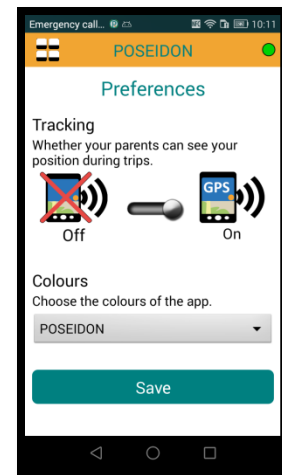 Emergency call... 10:11
POSEIDON
Preferences
Tracking
Whether your parents can see your
position during trips.
GPS
Off On
Colours
Choose the colours of the app.
POSEIDON
Save